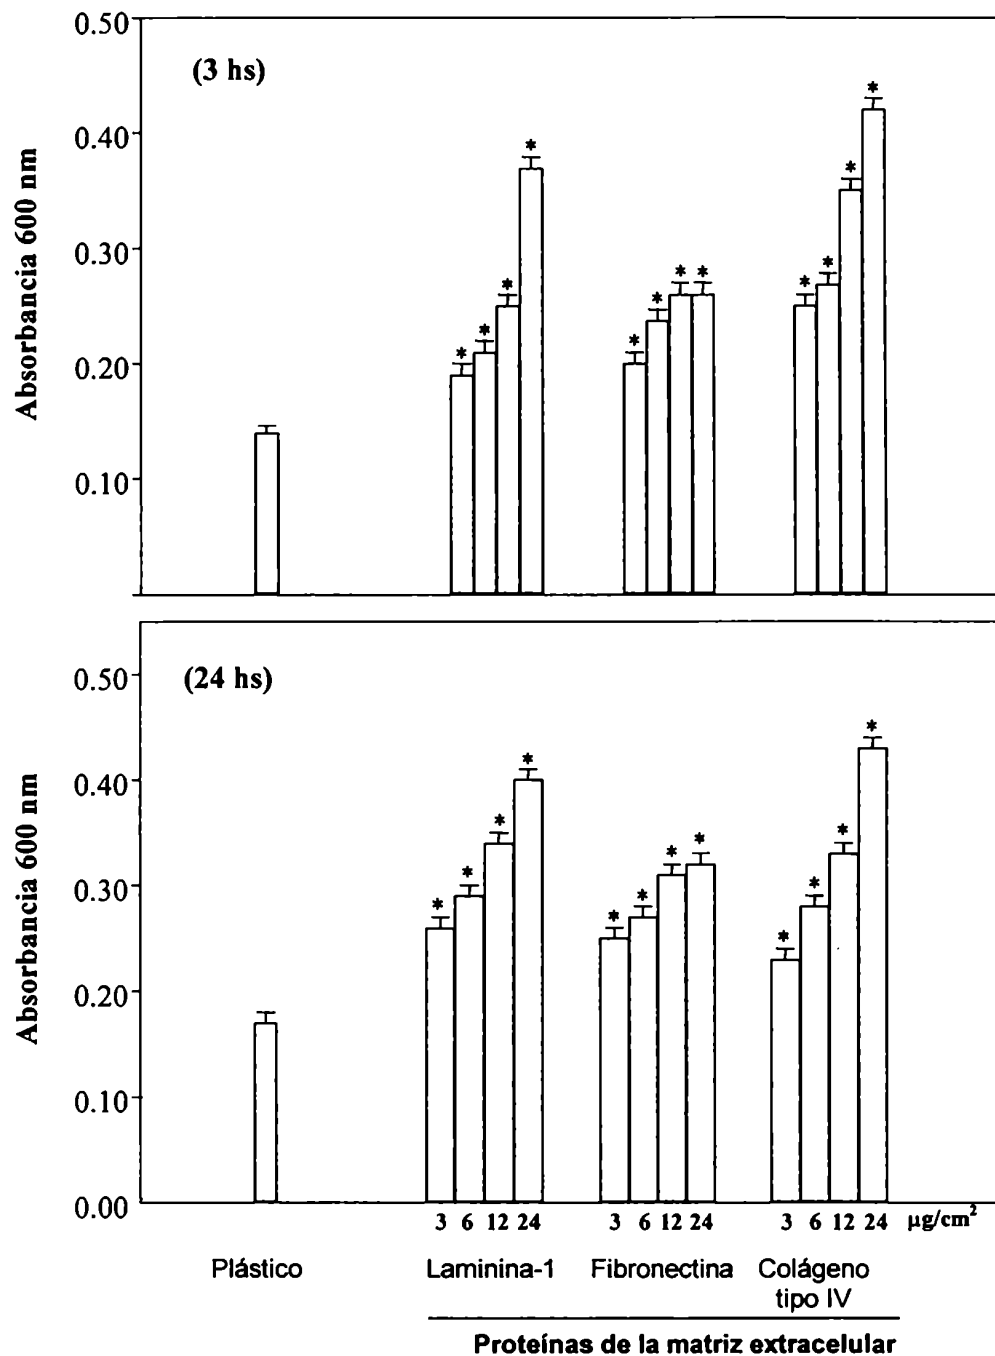 0.50
(3 hs)
0.40
0.30
0.20
0.10
Absorbancia 600 nm
* * * * * * * * * * * *
(24 hs)
0.50
0.40
0.30
0.20
0.10
0.00
Absorbancia 600 nm
* * * * * * * * * * * *
3 6 12 24 3 6 12 24 3 6 12 24 µg/cm²
Plástico Laminina-1 Fibronectina Colágeno
tipo IV
Proteínas de la matriz extracelular